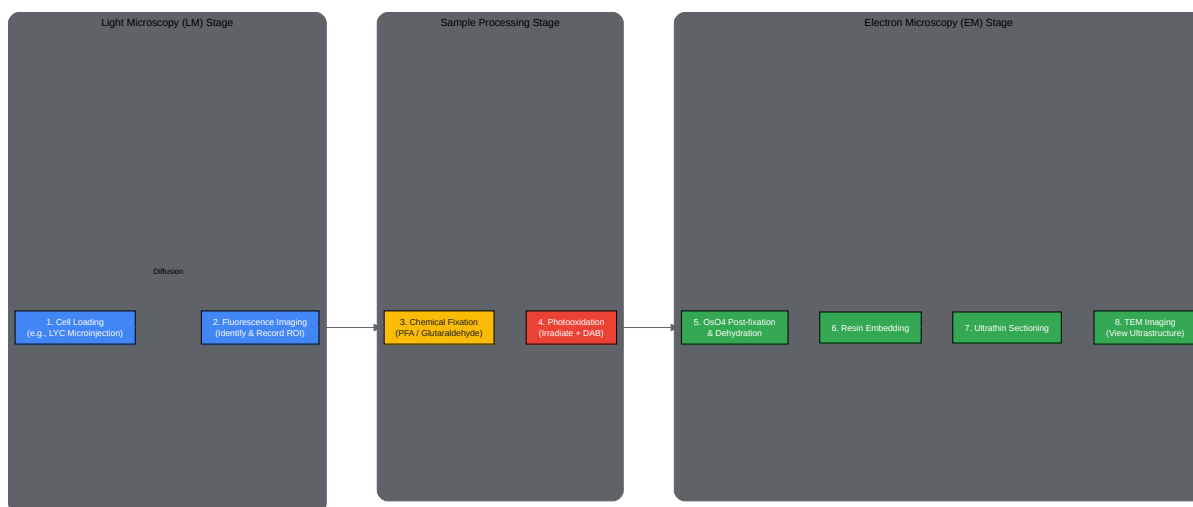 Light Microscopy (LM) Stage
Sample Processing Stage
Electron Microscopy (EM) Stage
Diffusion
1. Cell Loading
(e.g., LYC Microinjection)
2. Fluorescence Imaging
(Identify & Record ROI)
3. Chemical Fixation
(PFA / Glutaraldehyde)
4. Photooxidation
(Irradiate + DAB)
5. OsO4 Post-fixation
& Dehydration
6. Resin Embedding
7. Ultrathin Sectioning
8. TEM Imaging
(View Ultrastructure)